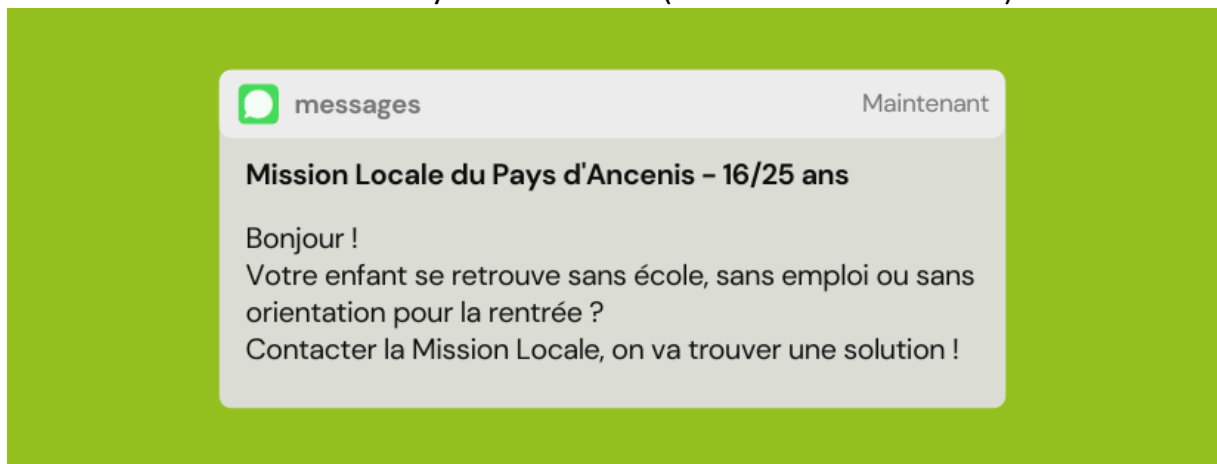 messages
Maintenant
Mission Locale du Pays d'Ancenis – 16/25 ans
Bonjour !
Votre enfant se retrouve sans école, sans emploi ou sans
orientation pour la rentrée ?
Contacter la Mission Locale, on va trouver une solution !